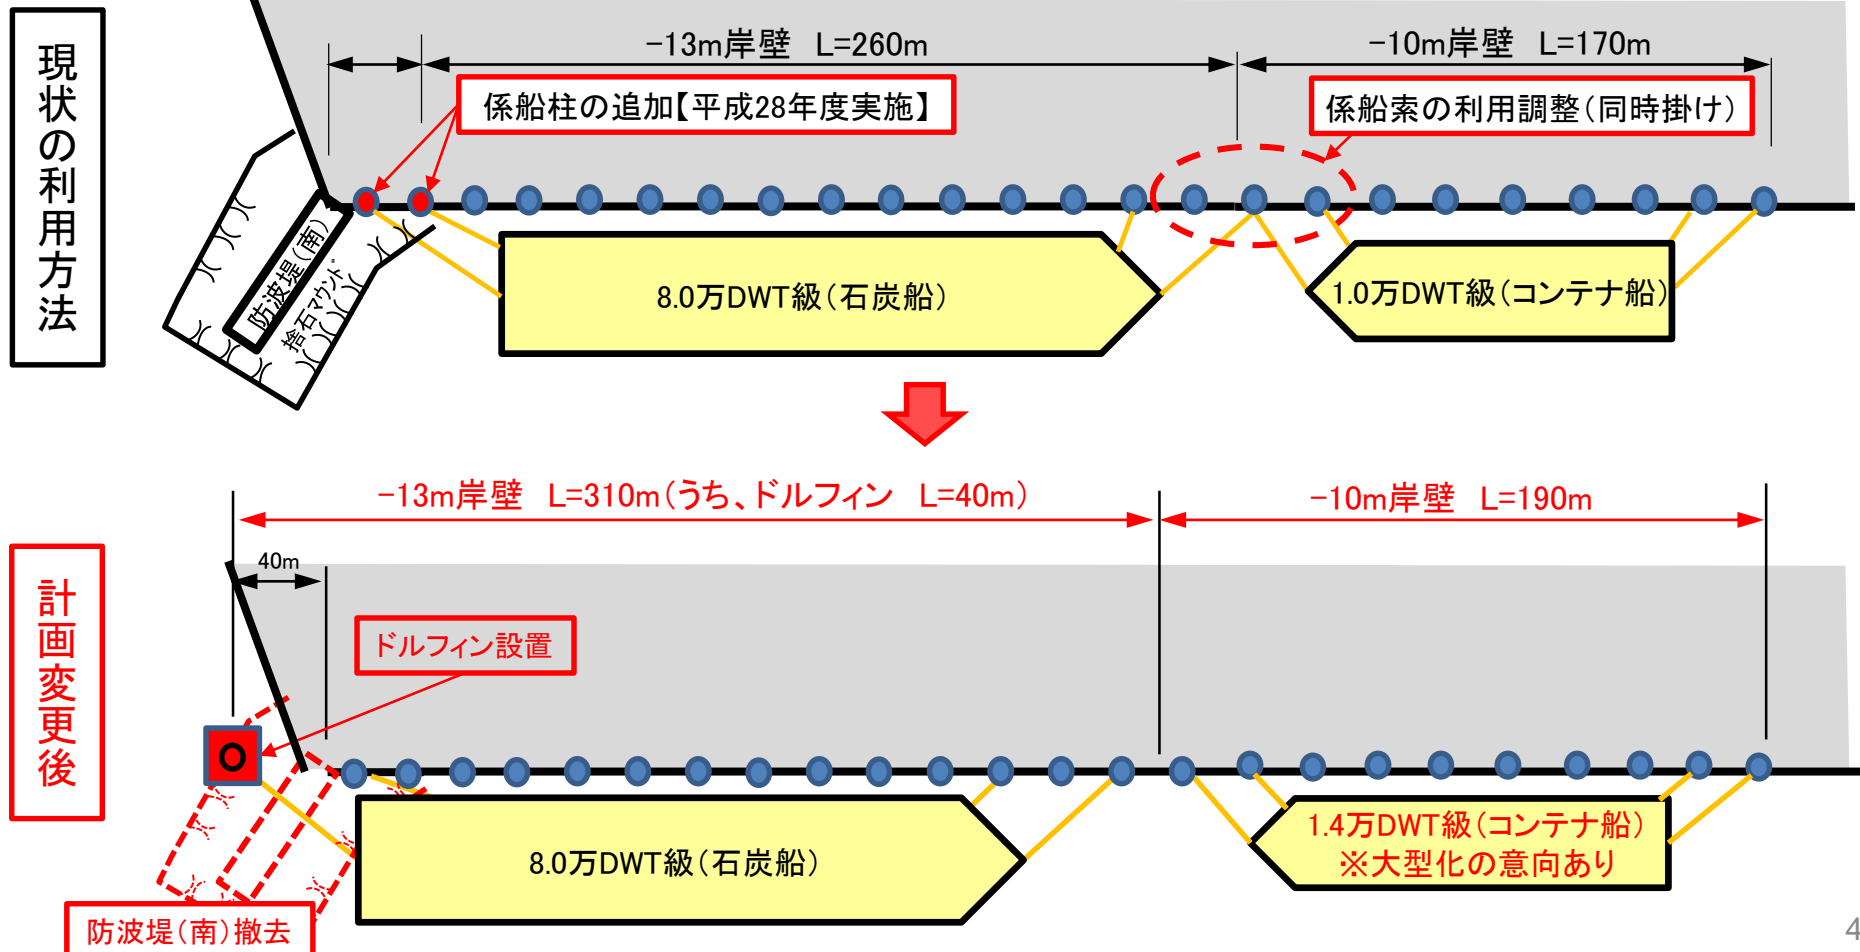 現状の利用方法
-13m岸壁　L=260m
-10m岸壁　L=170m
係船柱の追加【平成28年度実施】
係船索の利用調整(同時掛け)
防波堤(南)
捨石マウンド
8.0万DWT級(石炭船)
1.0万DWT級(コンテナ船)
計画変更後
-13m岸壁　L=310m(うち、ドルフィン　L=40m)
-10m岸壁　L=190m
40m
ドルフィン設置
8.0万DWT級(石炭船)
1.4万DWT級(コンテナ船)
※大型化の意向あり
防波堤(南)撤去
4